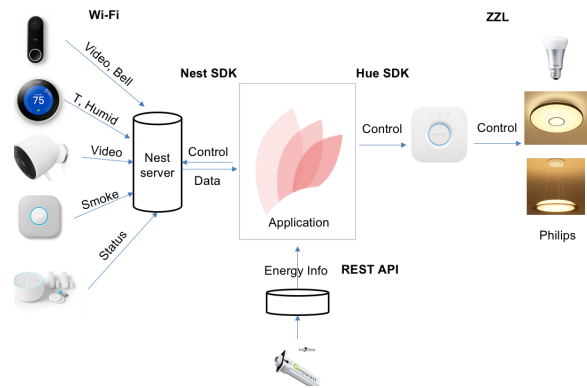 Wi-Fi
ZZL
Video, Bell
Nest SDK
Hue SDK
75
T, Humid
Video
Nest
server
Control
Data
Control
Control
Smoke
Application
Status
Philips
Energy Info
REST API